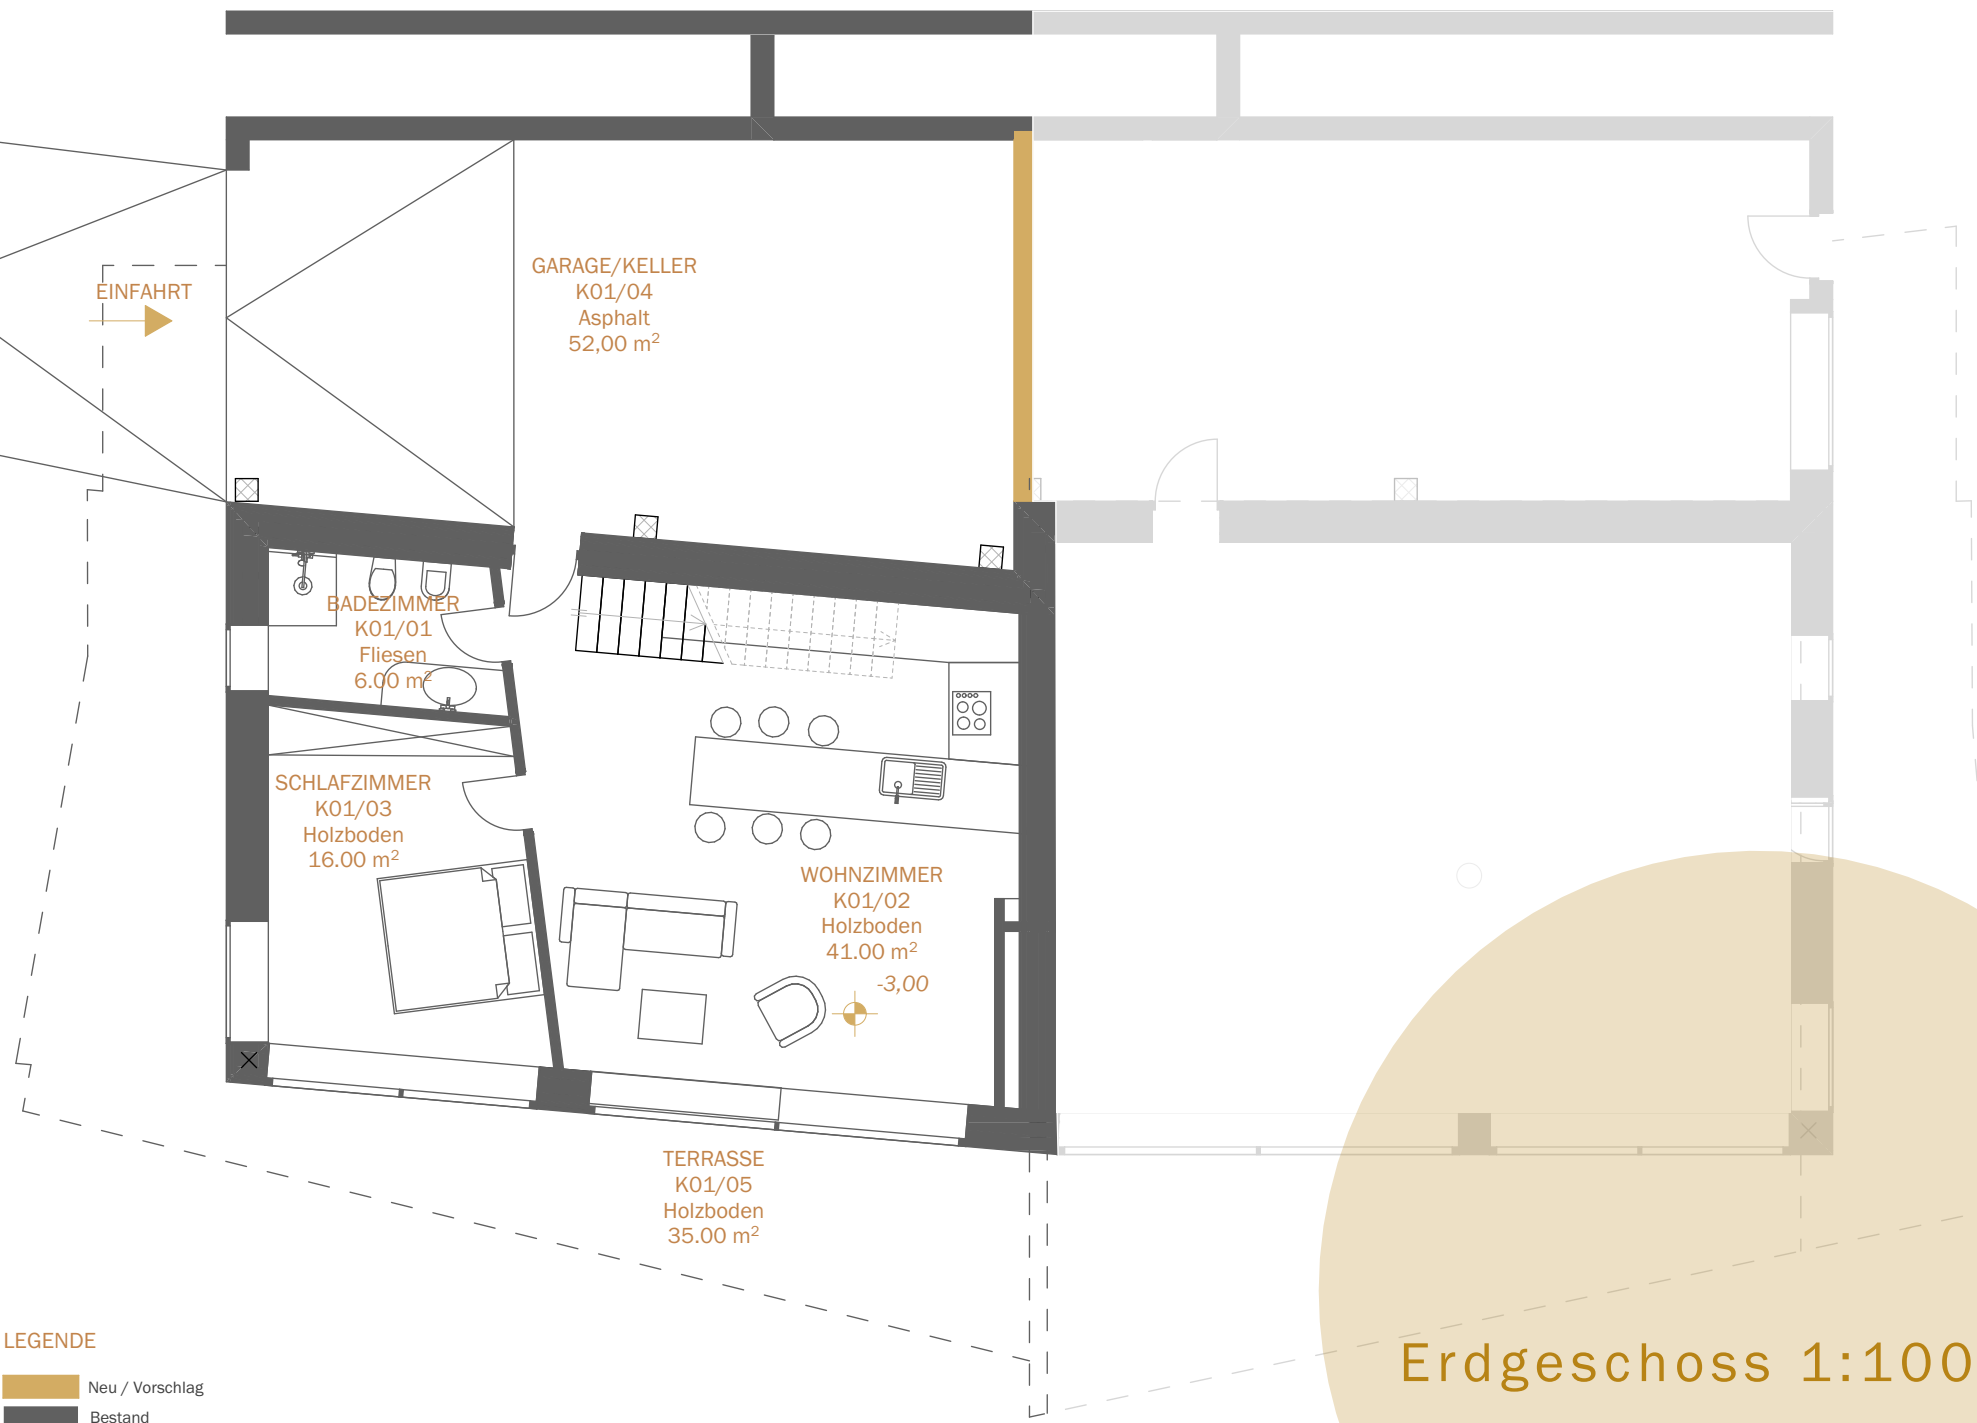 GARAGE/KELLER
K01/04
Asphalt
52,00 m²
EINFAHRT
BADEZIMMER
K01/01
Fliesen
6.00 m²
SCHLAFZIMMER
K01/03
Holzboden
16.00 m²
WOHNZIMMER
K01/02
Holzboden
41.00 m²
-3,00
TERRASSE
K01/05
Holzboden
35.00 m²
LEGENDE
Neu / Vorschlag
Bestand
Erdgeschoss 1:100